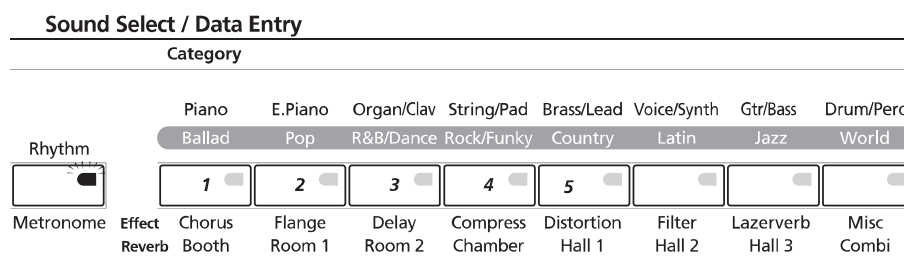 Sound Select / Data Entry
Category
Piano E.Piano Organ/Clav String/Pad Brass/Lead Voice/Synth Gtr/Bass Drum/Perc
Ballad Pop R&B/Dance Rock/Funky Country Latin Jazz World
Rhythm
1 2 3 4 5
Metronome Effect Chorus Flange Delay Compress Distortion Filter Lazerverb Misc
Reverb Booth Room 1 Room 2 Chamber Hall 1 Hall 2 Hall 3 Combi